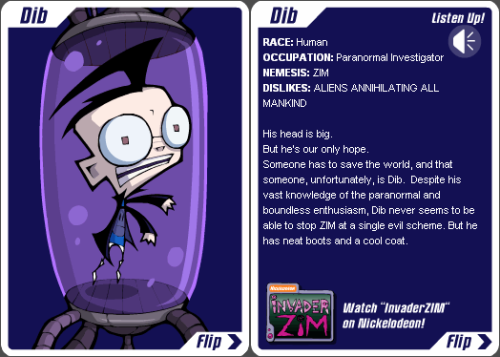 Dib
Flip
Dib
Listen Up!
RACE: Human
OCCUPATION: Paranormal Investigator
NEMESIS: ZIM
DISLIKES: ALIENS ANNIHILATING ALL
MANKIND
His head is big.
But he's our only hope.
Someone has to save the world, and that
someone, unfortunately, is Dib. Despite his
vast knowledge of the paranormal and
boundless enthusiasm, Dib never seems to be
able to stop ZIM at a single evil scheme. But he
has neat boots and a cool coat.
NICKELODEON
INVADER
ZIM
Watch "InvaderZIM"
on Nickelodeon!
Flip